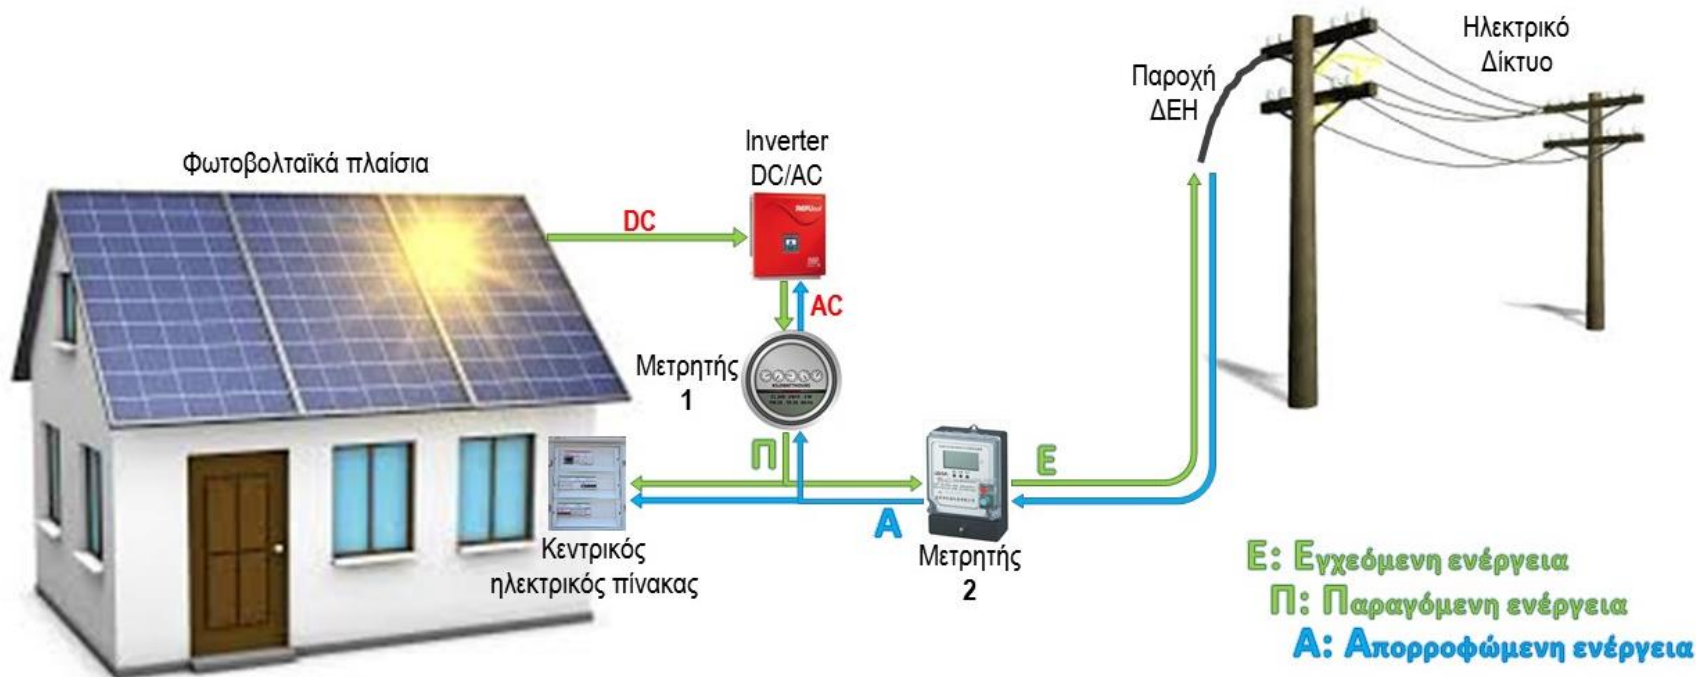 Ηλεκτρικό
Δίκτυο
Παροχή
ΔΕΗ
Inverter
DC/AC
Φωτοβολταϊκά πλαίσια
DC
AC
Μετρητής
1
Π
Ε
Α
Κεντρικός
ηλεκτρικός πίνακας
Μετρητής
2
Ε: Εγχεόμενη ενέργεια
Π: Παραγόμενη ενέργεια
Α: Απορροφώμενη ενέργεια